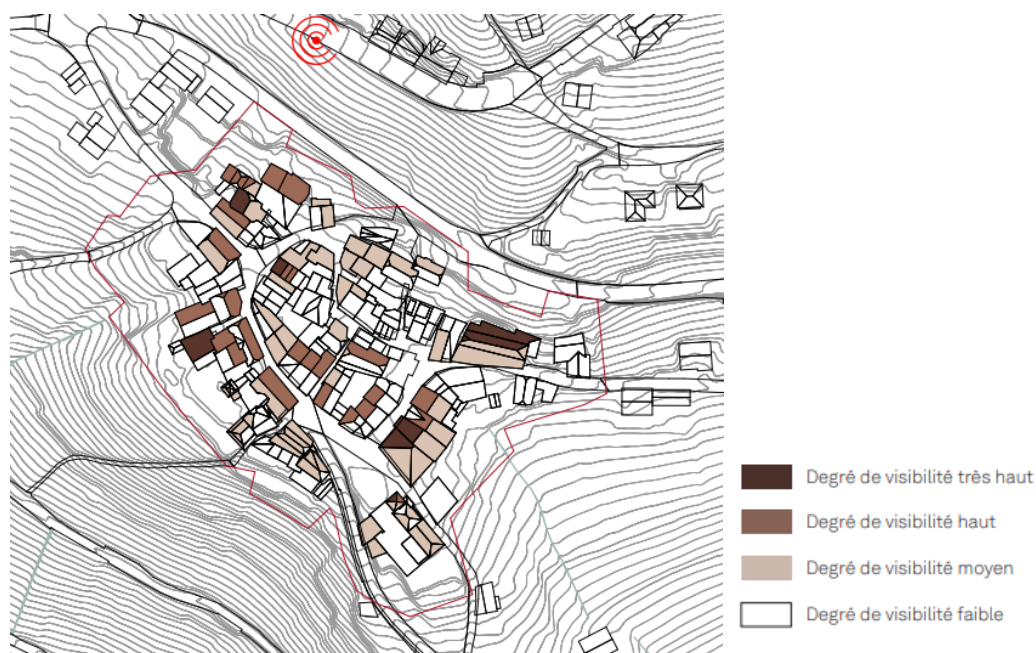 Degré de visibilité très haut
Degré de visibilité haut
Degré de visibilité moyen
Degré de visibilité faible